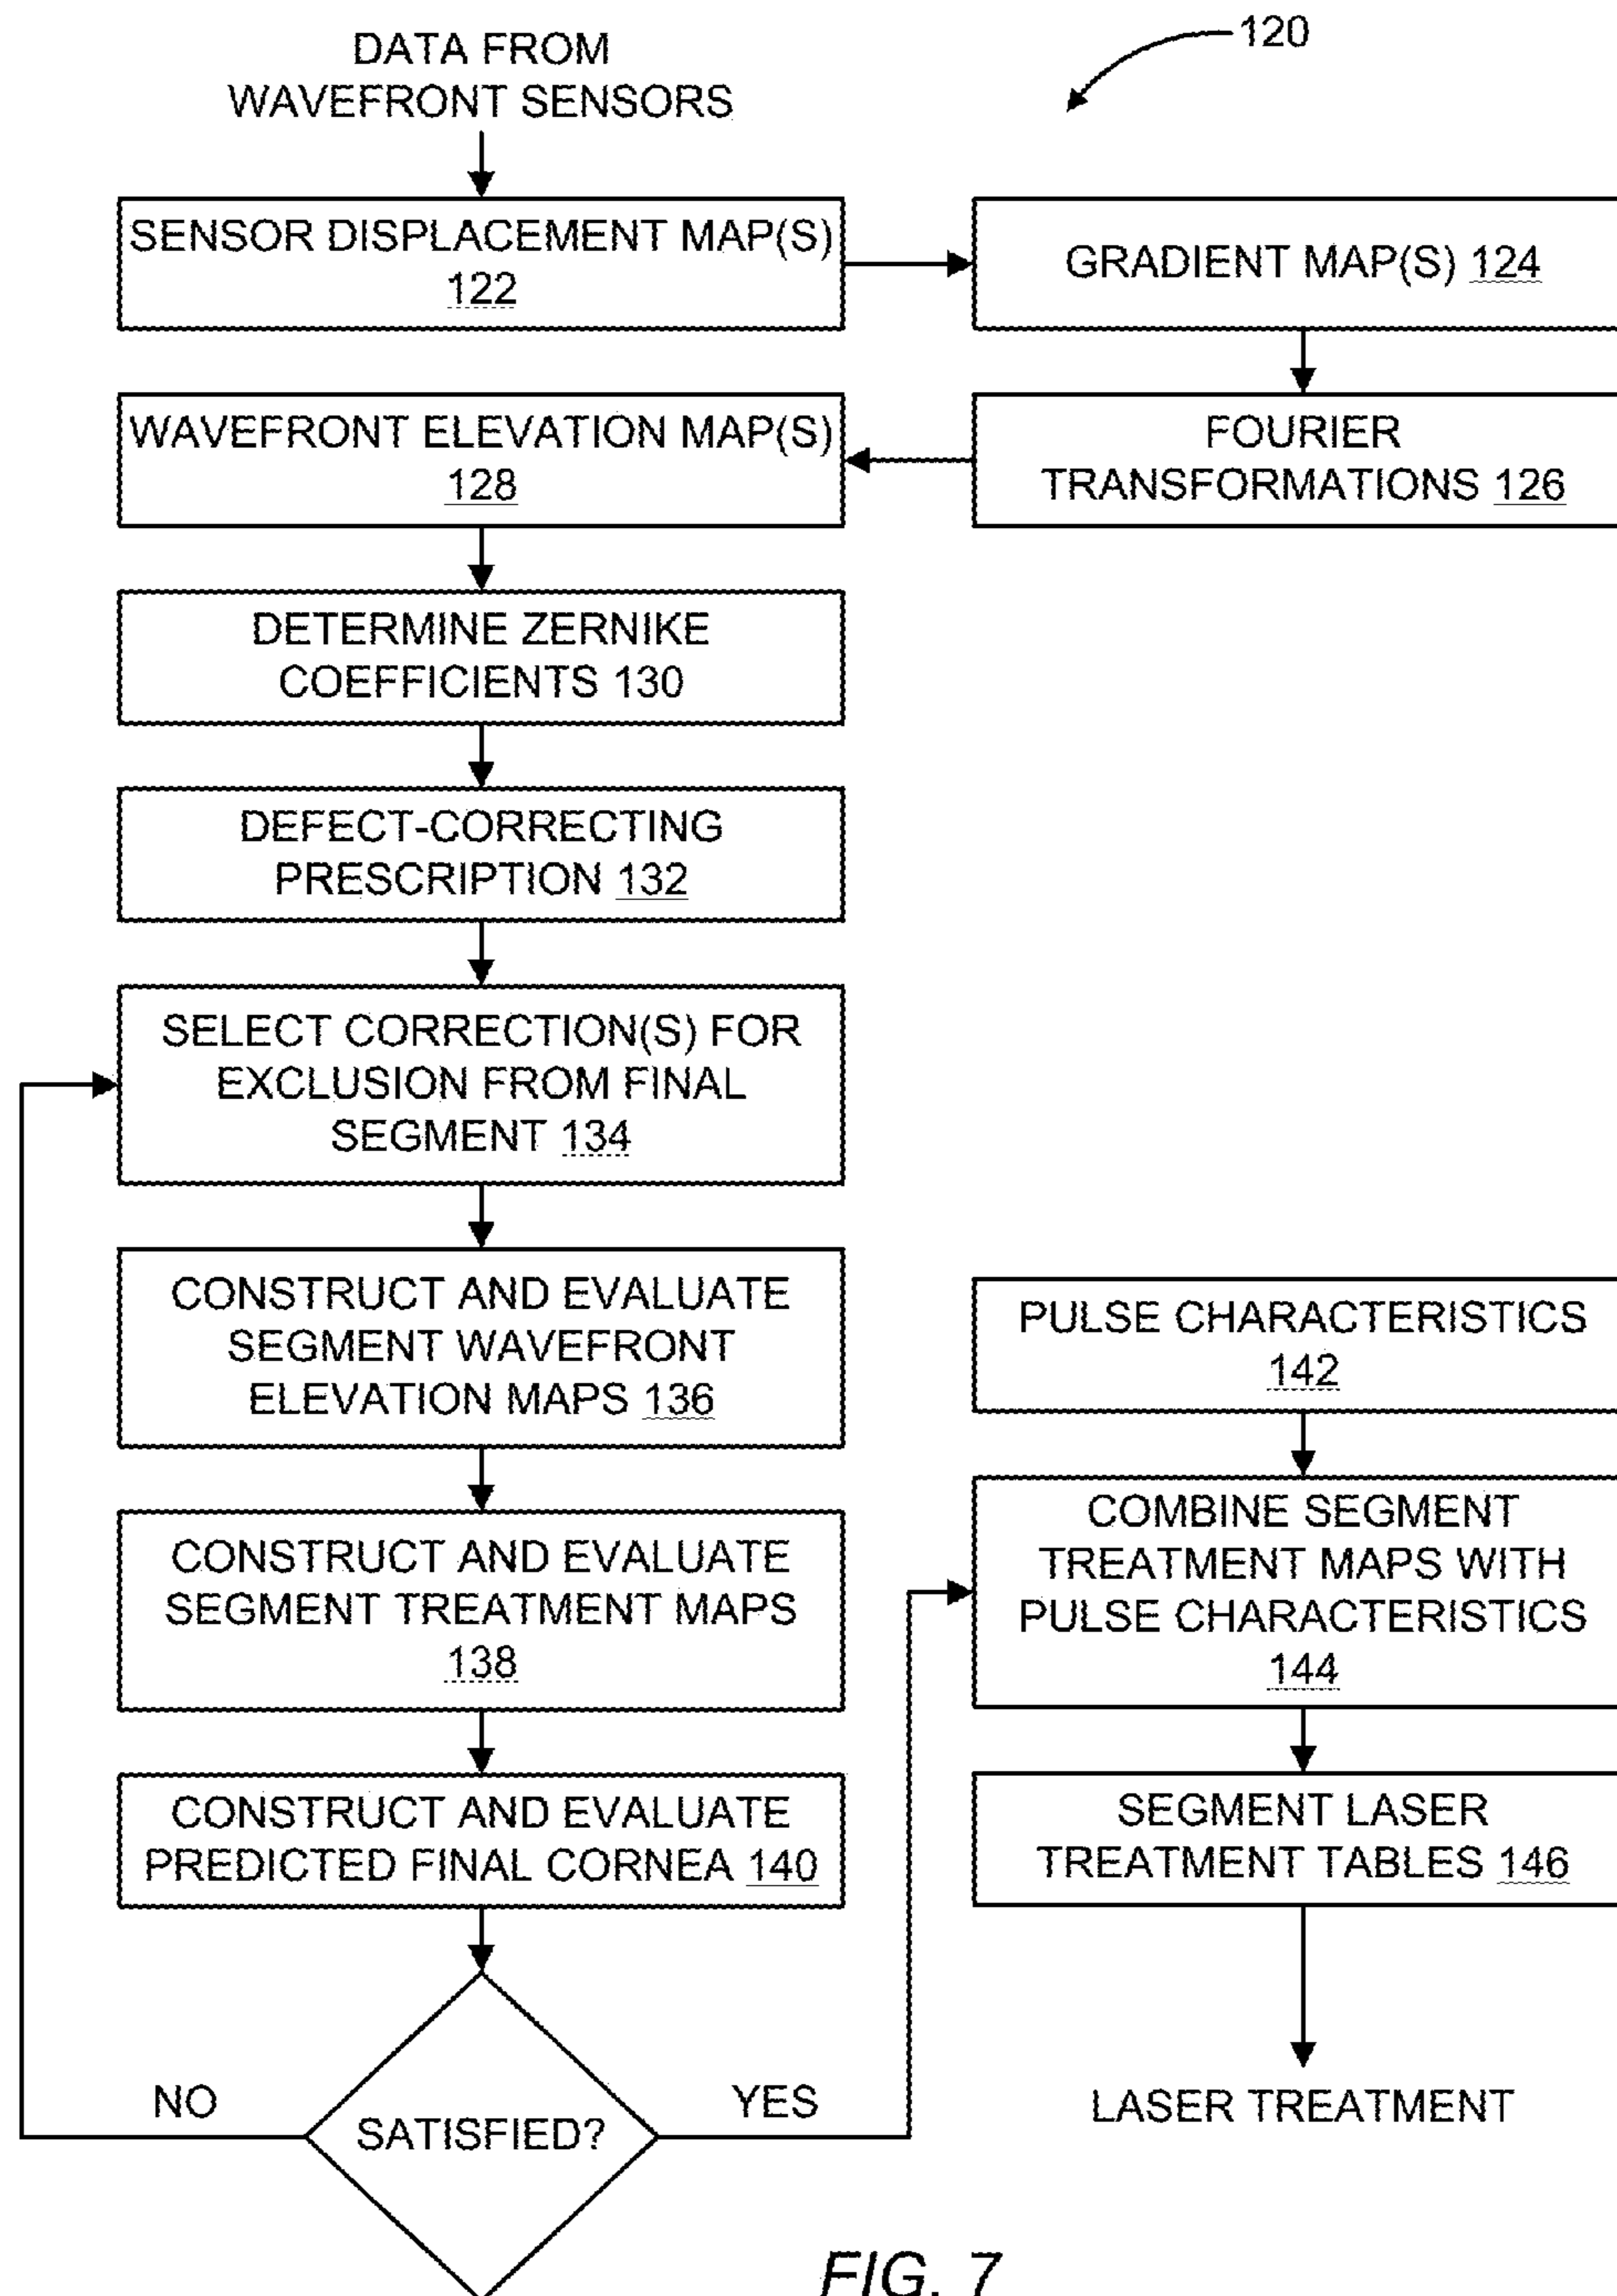 120
DATA FROM
WAVEFRONT SENSORS
SENSOR DISPLACEMENT MAP(S)
122
GRADIENT MAP(S) 124
WAVEFRONT ELEVATION MAP(S)
128
FOURIER
TRANSFORMATIONS 126
DETERMINE ZERNIKE
COEFFICIENTS 130
DEFECT-CORRECTING
PRESCRIPTION 132
SELECT CORRECTION(S) FOR
EXCLUSION FROM FINAL
SEGMENT 134
CONSTRUCT AND EVALUATE
SEGMENT WAVEFRONT
ELEVATION MAPS 136
CONSTRUCT AND EVALUATE
SEGMENT TREATMENT MAPS
138
CONSTRUCT AND EVALUATE
PREDICTED FINAL CORNEA 140
NO
SATISFIED?
YES
PULSE CHARACTERISTICS
142
COMBINE SEGMENT
TREATMENT MAPS WITH
PULSE CHARACTERISTICS
144
SEGMENT LASER
TREATMENT TABLES 146
LASER TREATMENT
FIG. 7